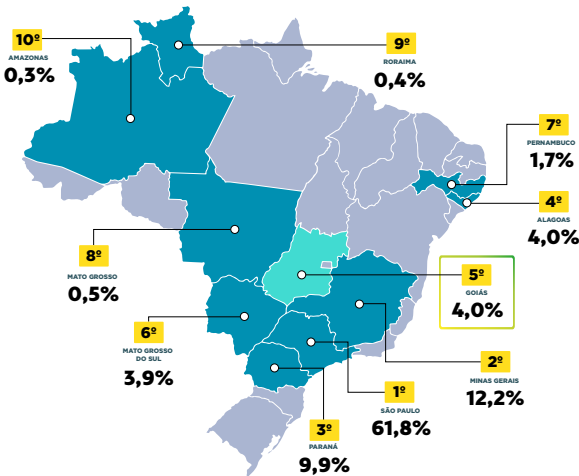 10º
AMAZONAS
0,3%
9º
RORAIMA
0,4%
7º
PERNAMBUCO
1,7%
4º
ALAGOAS
4,0%
8º
MATO GROSSO
0,5%
5º
GOIÁS
4,0%
6º
MATO GROSSO
DO SUL
3,9%
2º
MINAS GERAIS
12,2%
1º
SÃO PAULO
61,8%
3º
PARANÁ
9,9%